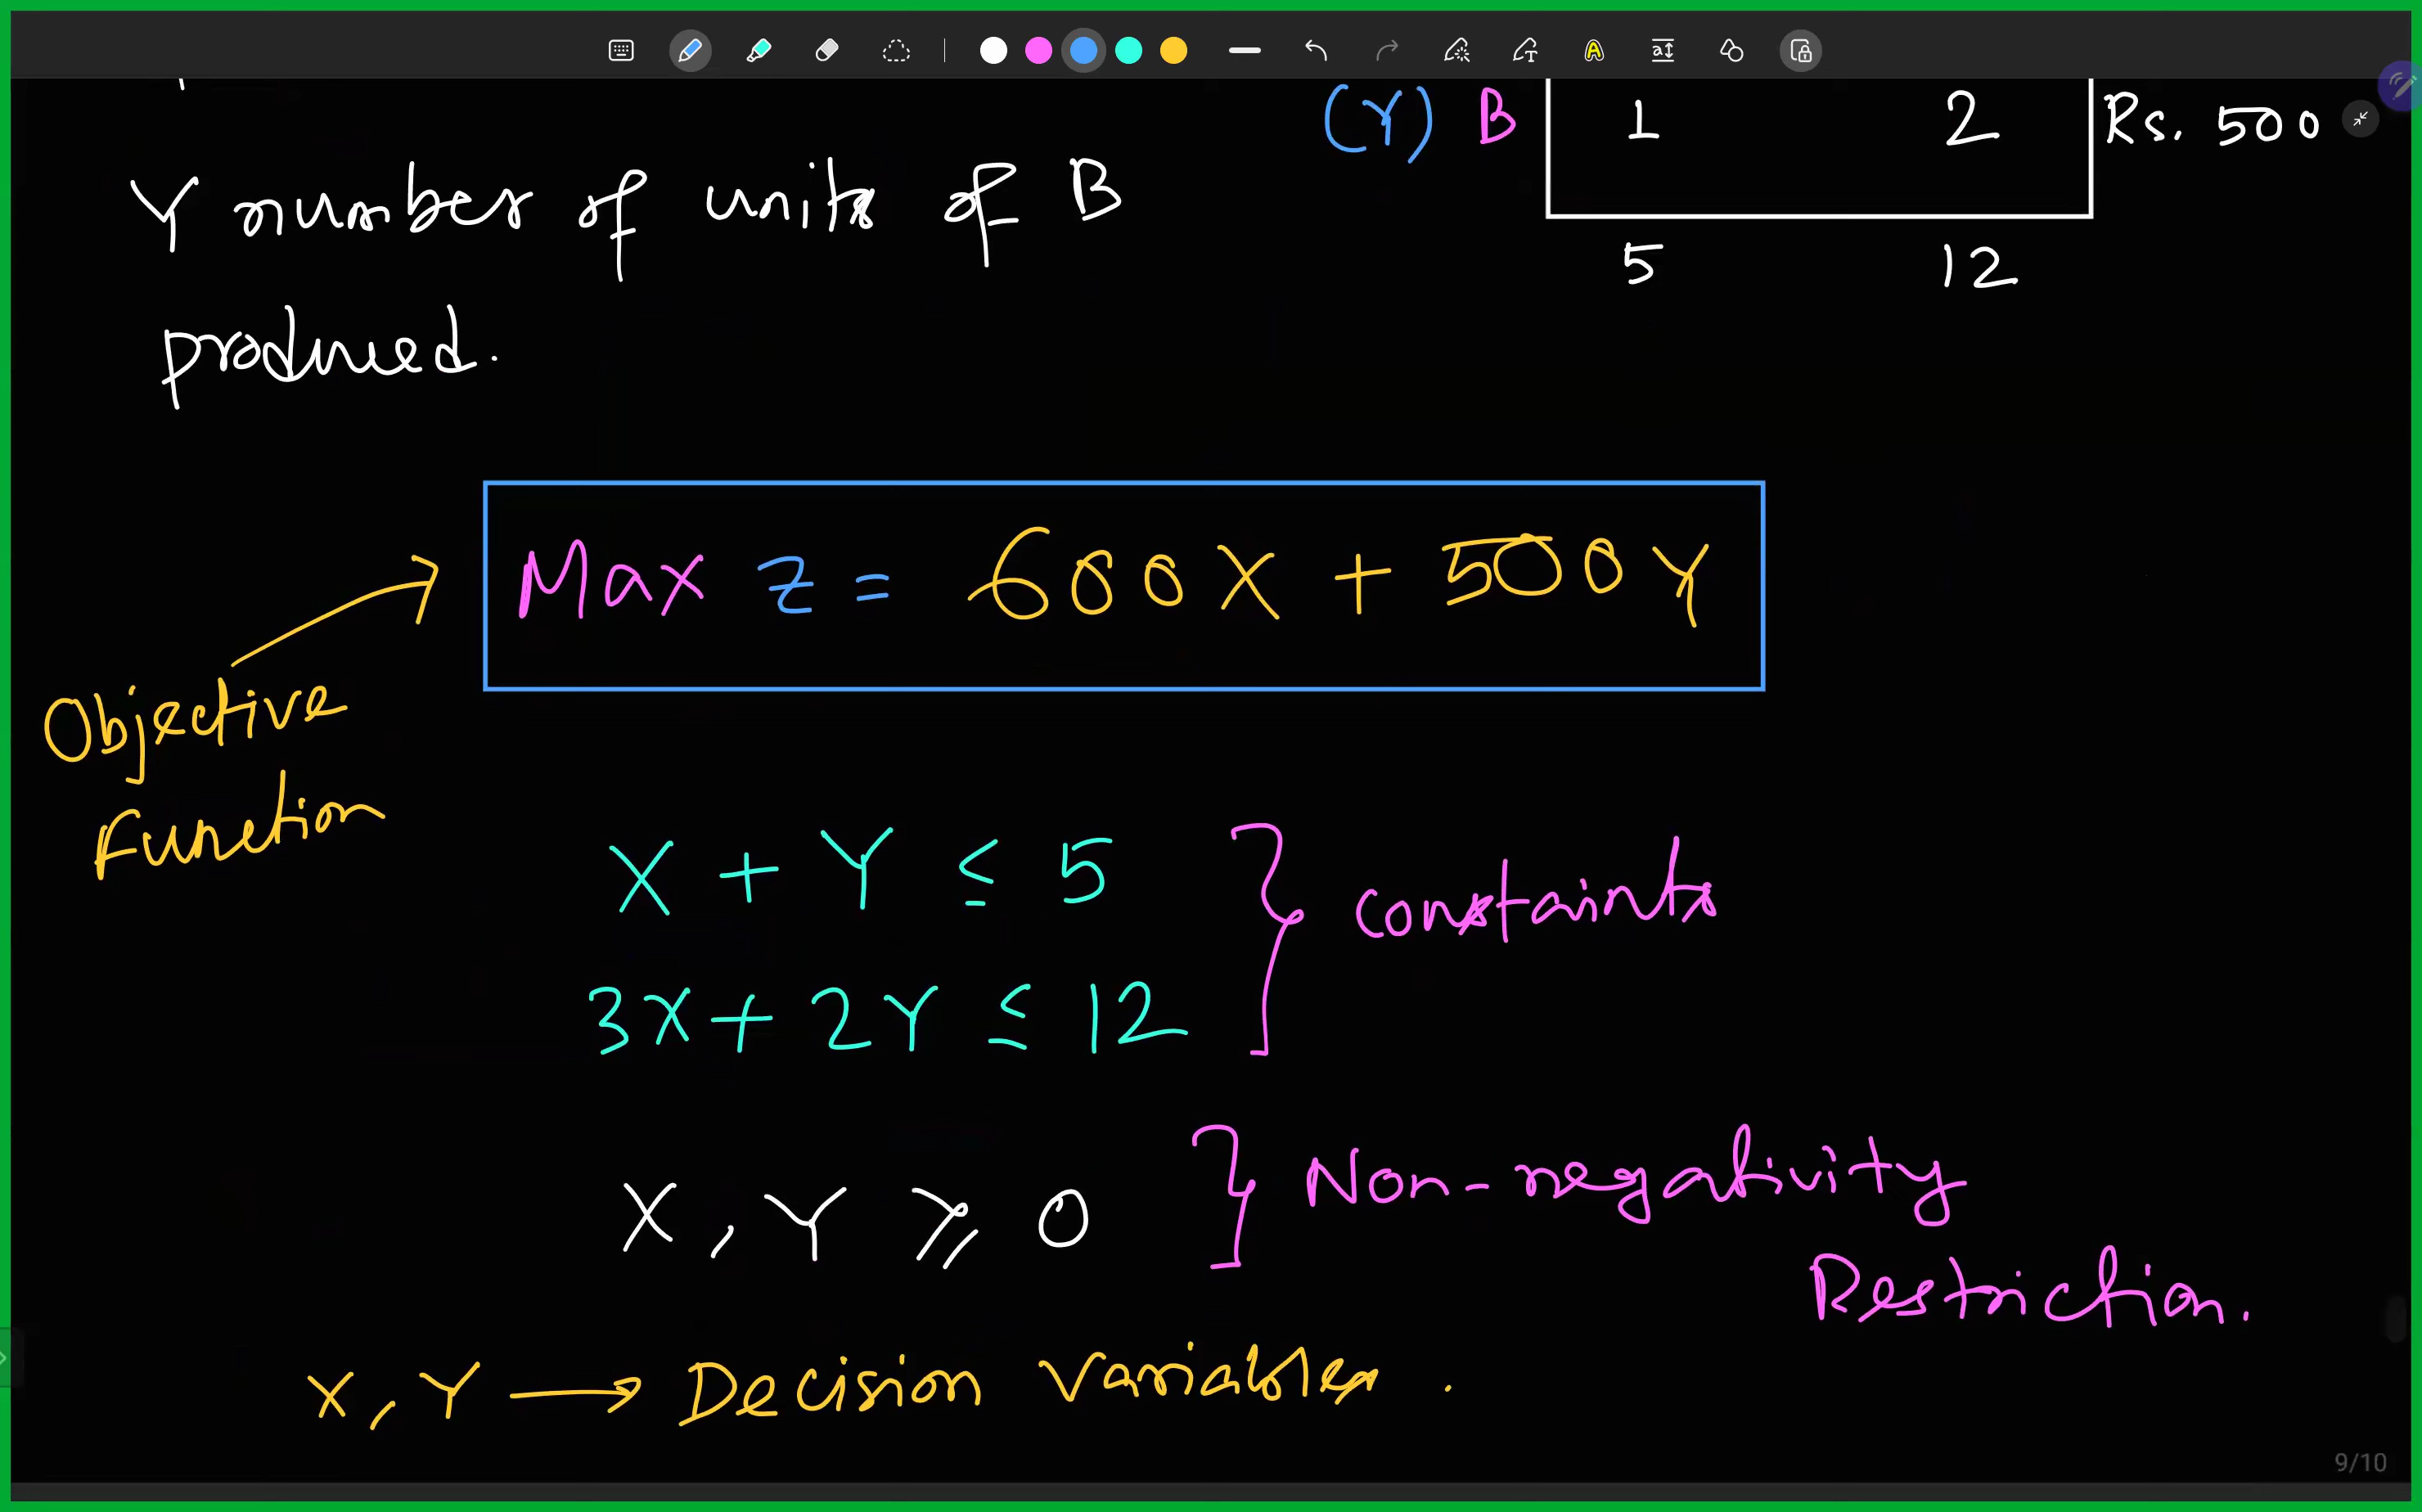 (Y) B 1 2 Rs. 500
Y number of units of B
5 12
produced.
Max z = 600X + 500Y
Objective
Function
X + Y ≤ 5
constaints
3X + 2Y ≤ 12
X, Y ≥ 0
Non-negativity
Restriction.
X, Y → Decision variables.
9/10